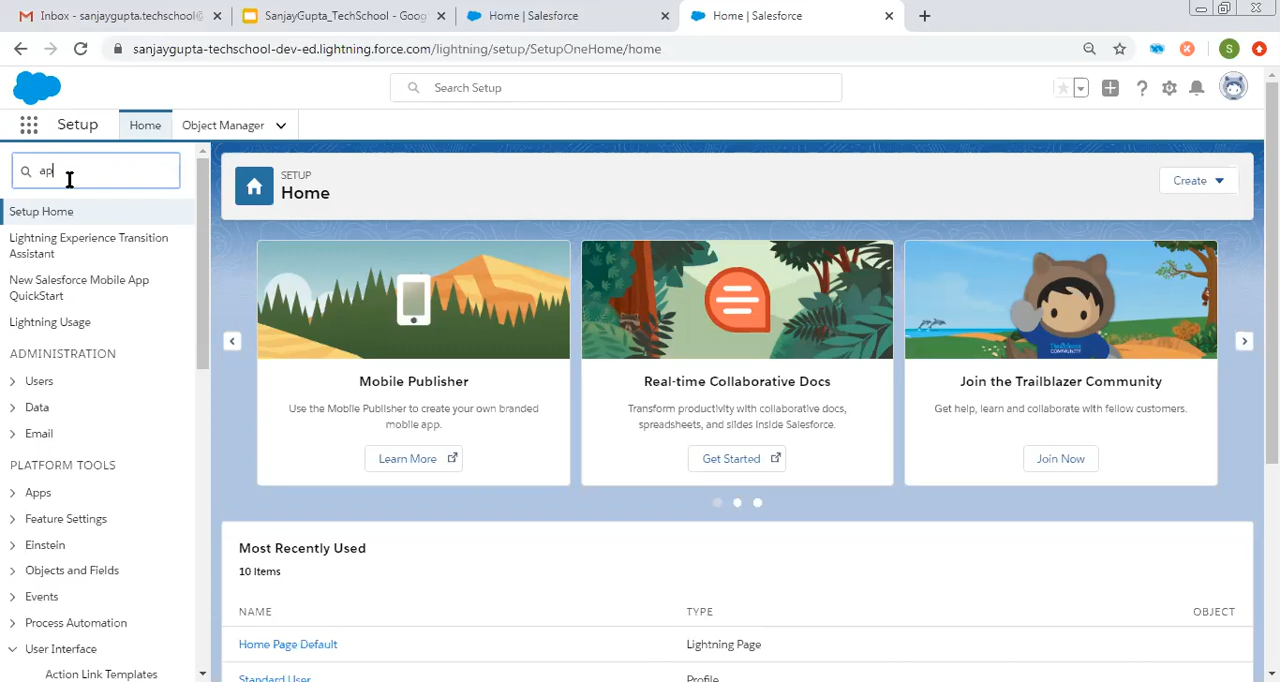 Inbox - sanjaygupta.techschool@
SanjayGupta_TechSchool - Goog
Home | Salesforce
Home | Salesforce
sanjaygupta-techschool-dev-ed.lightning.force.com/lightning/setup/SetupOneHome/home
S
Search Setup
Setup
Home
Object Manager
ap
Setup Home
Lightning Experience Transition
Assistant
New Salesforce Mobile App
QuickStart
Lightning Usage
ADMINISTRATION
Users
Data
Email
PLATFORM TOOLS
Apps
Feature Settings
Einstein
Objects and Fields
Events
Process Automation
User Interface
Action Link Templates
SETUP
Home
Create
Mobile Publisher
Use the Mobile Publisher to create your own branded
mobile app.
Learn More
Real-time Collaborative Docs
Transform productivity with collaborative docs,
spreadsheets, and slides inside Salesforce.
Get Started
Join the Trailblazer Community
Get help, learn and collaborate with fellow customers.
Join Now
Most Recently Used
10 Items
NAME
TYPE
OBJECT
Home Page Default
Lightning Page
Standard User
Profile